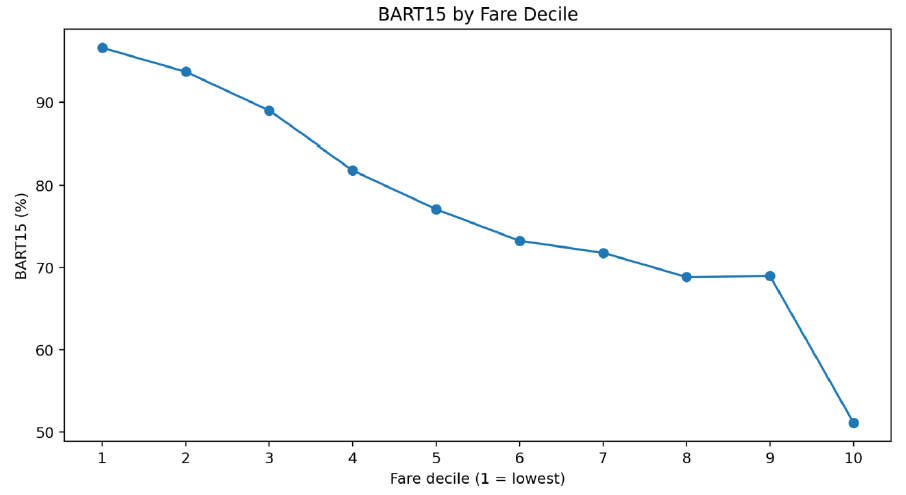 BART15 by Fare Decile
BART15 (%)
90
80
70
60
50
1 2 3 4 5 6 7 8 9 10
Fare decile (1 = lowest)